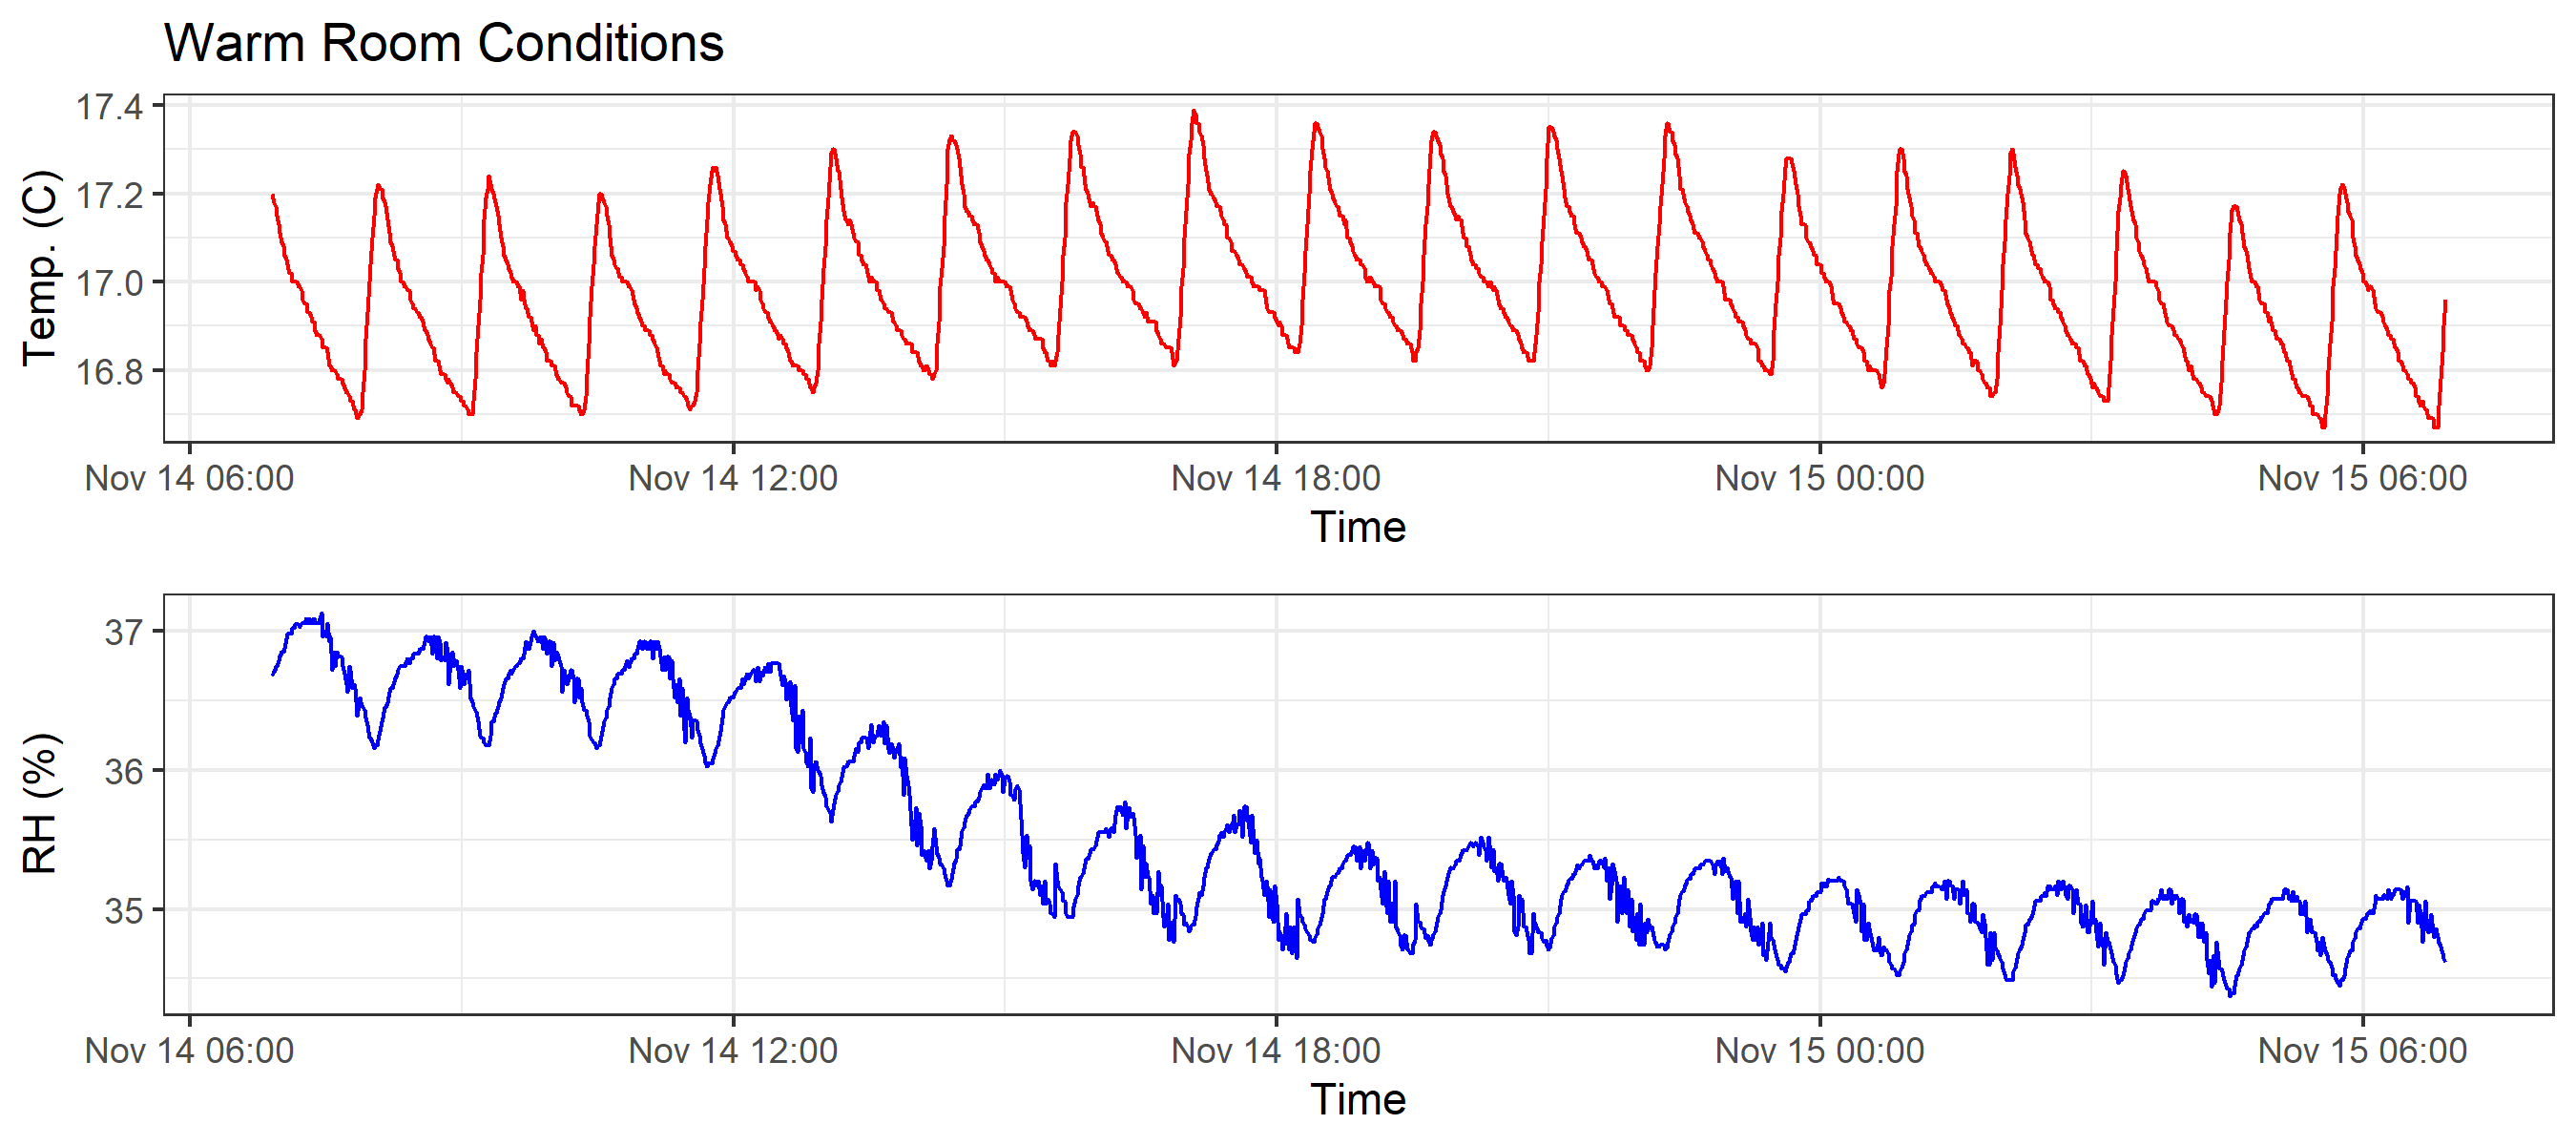 Warm Room Conditions
Temp. (C)
17.4
17.2
17.0
16.8
Nov 14 06:00 Nov 14 12:00 Nov 14 18:00 Nov 15 00:00 Nov 15 06:00
Time
RH (%)
37
36
35
Nov 14 06:00 Nov 14 12:00 Nov 14 18:00 Nov 15 00:00 Nov 15 06:00
Time